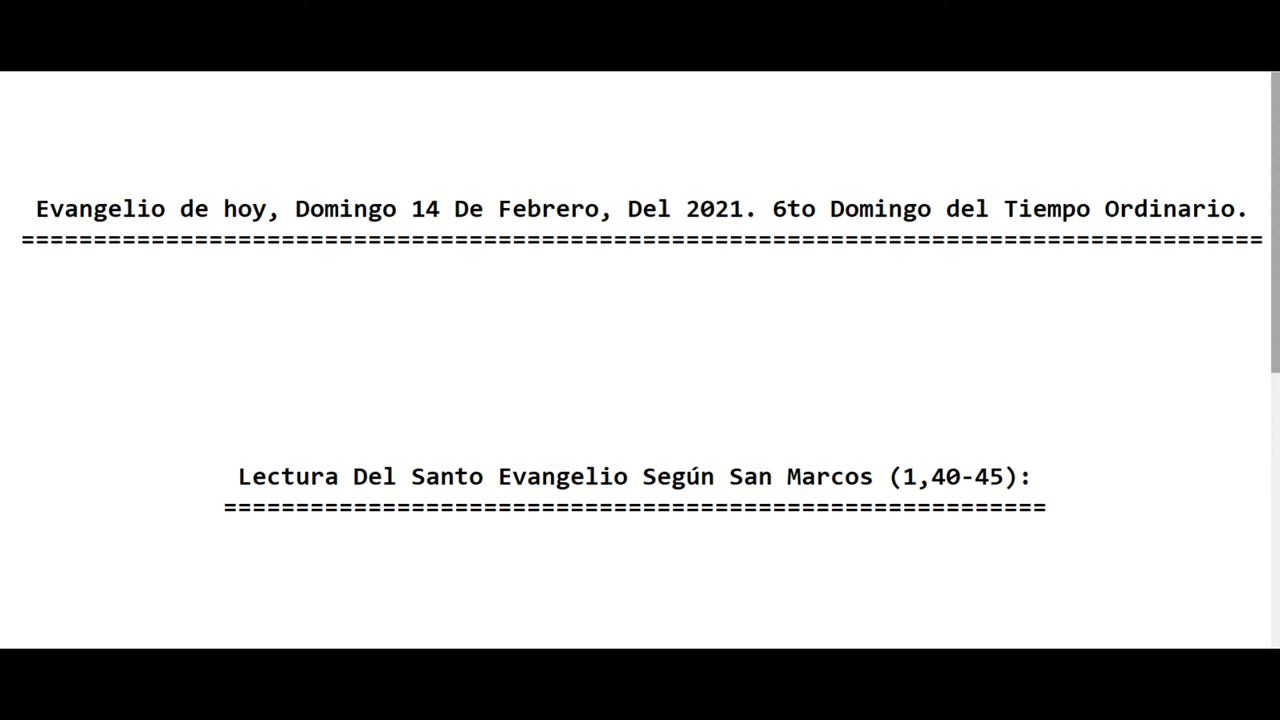 Evangelio de hoy, Domingo 14 De Febrero, Del 2021. 6to Domingo del Tiempo Ordinario.
======================================================================================
Lectura Del Santo Evangelio Según San Marcos (1,40-45):
=========================================================